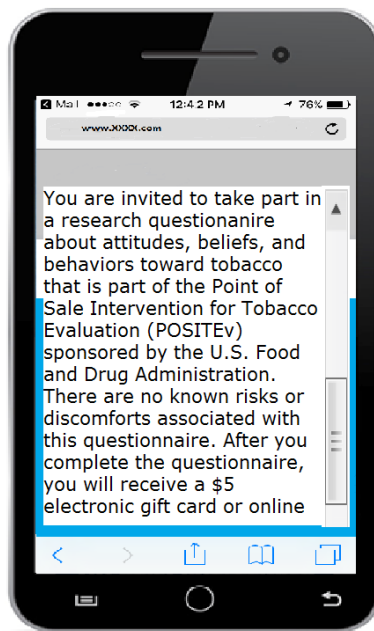 Mail 12:42 PM 76%
www.XXXX.com
You are invited to take part in
a research questionanire
about attitudes, beliefs, and
behaviors toward tobacco
that is part of the Point of
Sale Intervention for Tobacco
Evaluation (POSITEv)
sponsored by the U.S. Food
and Drug Administration.
There are no known risks or
discomforts associated with
this questionnaire. After you
complete the questionnaire,
you will receive a $5
electronic gift card or online